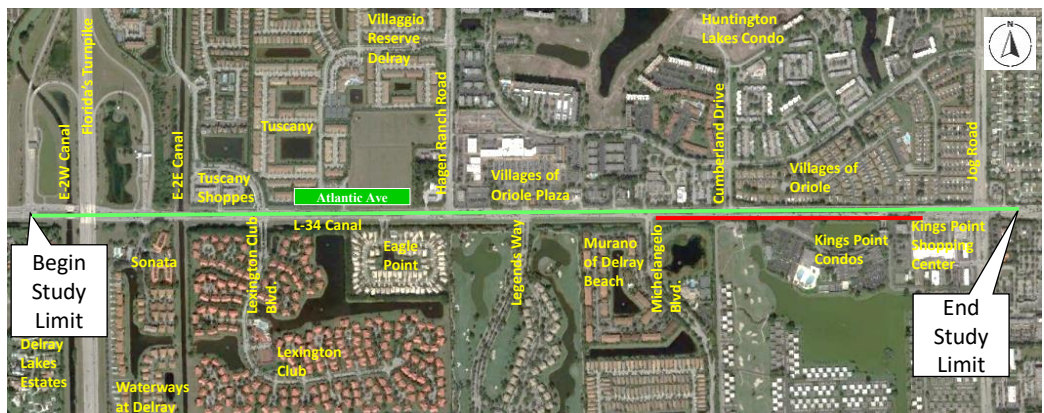 Villaggio
Reserve
Delray
Huntington
Lakes Condo
N
E-2W Canal
Florida's Turnpike
E-2E Canal
Tuscany
Hagen Ranch Road
Cumberland Drive
Jog Road
Tuscany
Shoppes
Atlantic Ave
Villages of
Oriole Plaza
Villages of
Oriole
L-34 Canal
Begin
Study
Limit
Sonata
Lexington Club
Blvd.
Eagle
Point
Legends Way
Murano
of Delray
Beach
Michelangelo
Blvd.
Kings Point
Condos
Kings Point
Shopping
Center
End
Study
Limit
Delray
Lakes
Estates
Waterways
at Delray
Lexington
Club